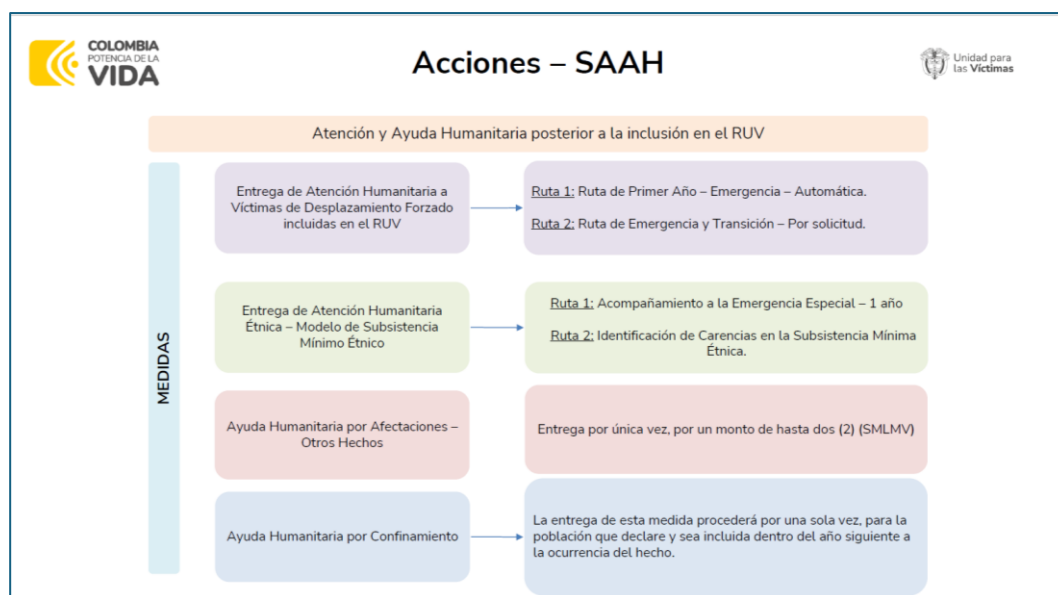 COLOMBIA
POTENCIA DE LA
VIDA
Acciones – SAAH
Unidad para
las Víctimas
Atención y Ayuda Humanitaria posterior a la inclusión en el RUV
MEDIDAS
Entrega de Atención Humanitaria a
Víctimas de Desplazamiento Forzado
incluidas en el RUV
Ruta 1: Ruta de Primer Año – Emergencia – Automática.
Ruta 2: Ruta de Emergencia y Transición – Por solicitud.
Entrega de Atención Humanitaria
Étnica – Modelo de Subsistencia
Mínimo Étnico
Ruta 1: Acompañamiento a la Emergencia Especial – 1 año
Ruta 2: Identificación de Carencias en la Subsistencia Mínima
Étnica.
Ayuda Humanitaria por Afectaciones –
Otros Hechos
Entrega por única vez, por un monto de hasta dos (2) (SMLMV)
Ayuda Humanitaria por Confinamiento
La entrega de esta medida procederá por una sola vez, para la
población que declare y sea incluida dentro del año siguiente a
la ocurrencia del hecho.